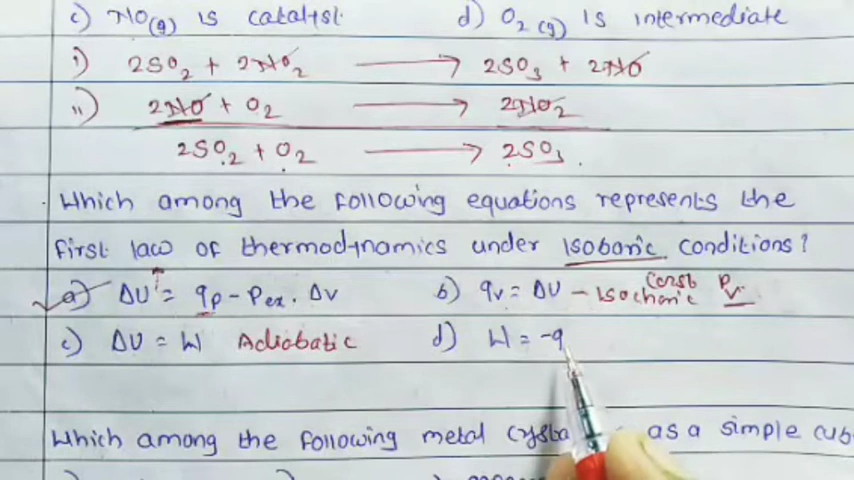 c) NO(g) is catalyst. d) O2(g) is intermediate
i) 2SO2 + 2NO2 → 2SO3 + 2NO
ii) 2NO + O2 → 2NO2
2SO2 + O2 → 2SO3.
Which among the following equations represents the
first law of thermodynamics under isobaric conditions?
a) ΔU = qp - Pex. ΔV b) qv = ΔU - Isochoric Const P V
c) ΔU = W Adiabatic d) W = -q
Which among the following metal as a simple cub